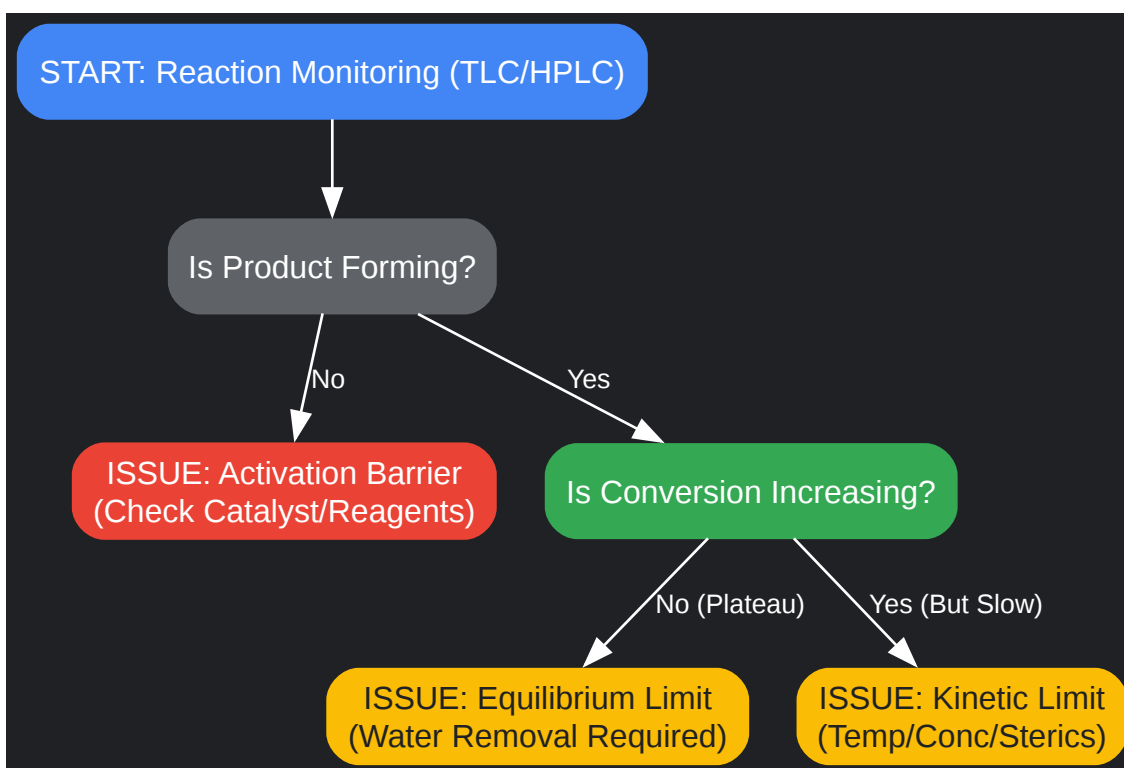 START: Reaction Monitoring (TLC/HPLC)
Is Product Forming?
No
Yes
ISSUE: Activation Barrier
(Check Catalyst/Reagents)
Is Conversion Increasing?
No (Plateau)
Yes (But Slow)
ISSUE: Equilibrium Limit
(Water Removal Required)
ISSUE: Kinetic Limit
(Temp/Conc/Sterics)